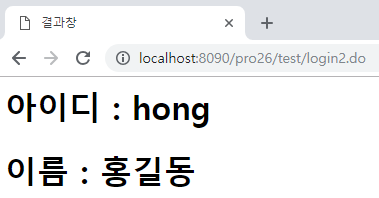 결과창
localhost:8090/pro26/test/login2.do
아이디 : hong
이름 : 홍길동